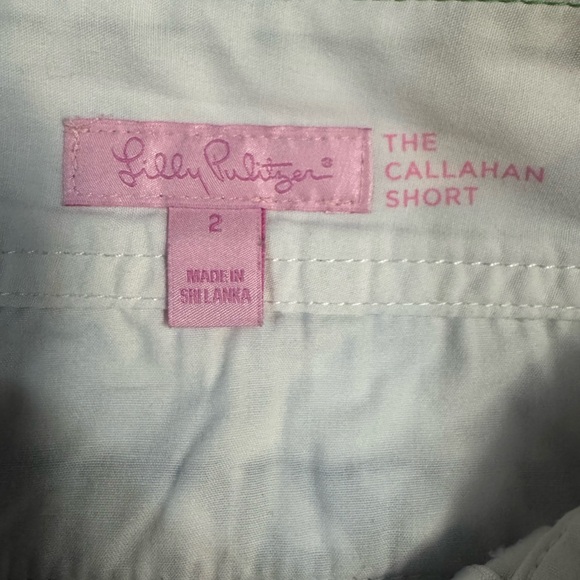 Lilly Pulitzer®
THE
CALLAHAN
SHORT
2
MADE IN
SRI LANKA